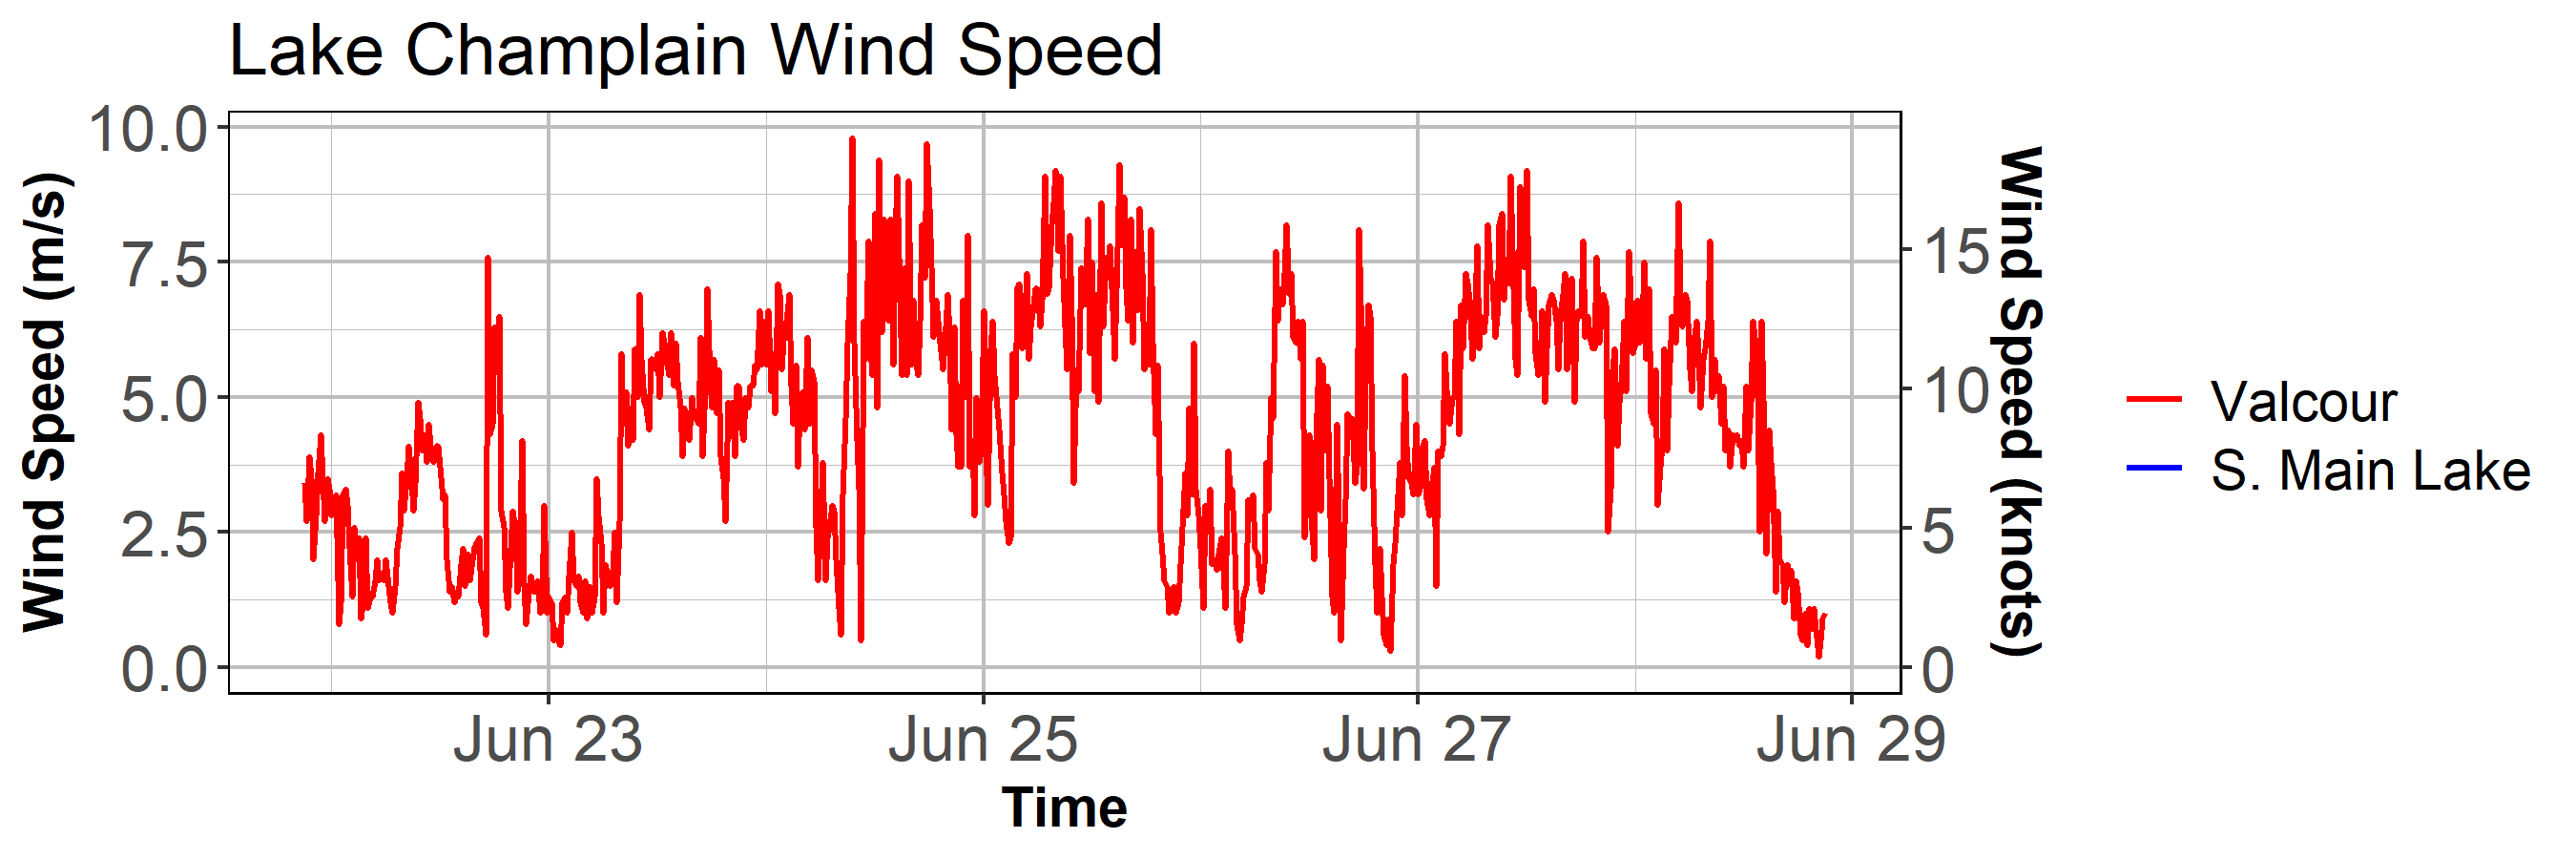 Lake Champlain Wind Speed
10.0
7.5
5.0
2.5
0.0
Wind Speed (m/s)
15
10
5
0
Wind Speed (knots)
Jun 23
Jun 25
Jun 27
Jun 29
Time
Valcour
S. Main Lake